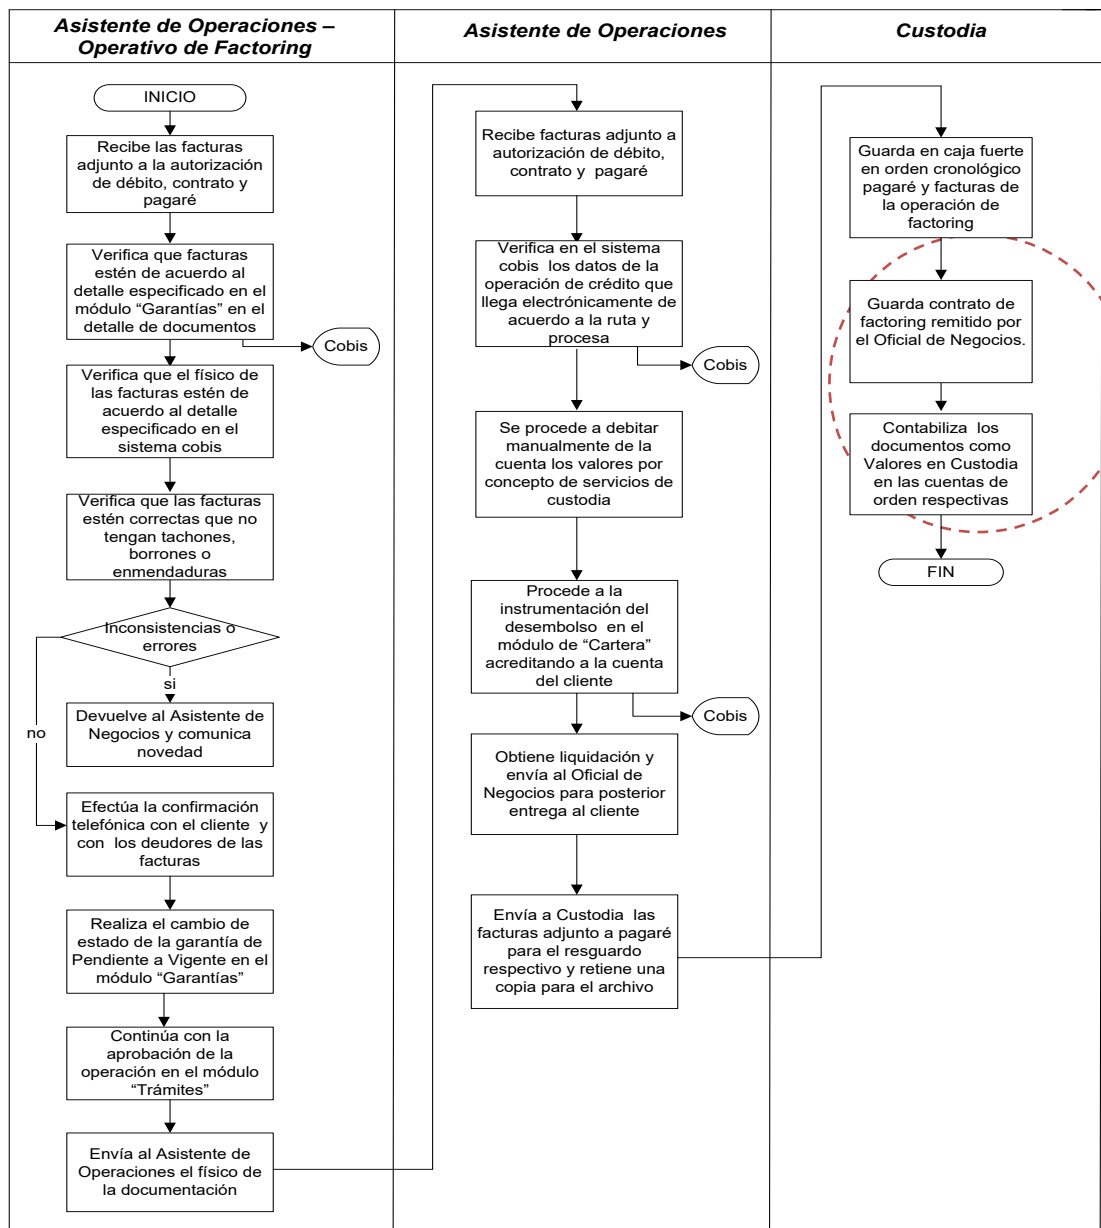 Asistente de Operaciones –
Operativo de Factoring
INICIO
Recibe las facturas
adjunto a la autorización
de débito, contrato y
pagaré
Verifica que facturas
estén de acuerdo al
detalle especificado en el
módulo “Garantías” en el
detalle de documentos
Cobis
Verifica que el físico de
las facturas estén de
acuerdo al detalle
especificado en el
sistema cobis
Verifica que las facturas
estén correctas que no
tengan tachones,
borrones o
enmendaduras
Inconsistencias o
errores
si
no
Devuelve al Asistente de
Negocios y comunica
novedad
Efectúa la confirmación
telefónica con el cliente y
con los deudores de las
facturas
Realiza el cambio de
estado de la garantía de
Pendiente a Vigente en el
módulo “Garantías”
Continúa con la
aprobación de la
operación en el módulo
“Trámites”
Envía al Asistente de
Operaciones el físico de
la documentación
Asistente de Operaciones
Recibe facturas adjunto a
autorización de débito,
contrato y pagaré
Verifica en el sistema
cobis los datos de la
operación de crédito que
llega electrónicamente de
acuerdo a la ruta y
procesa
Cobis
Se procede a debitar
manualmente de la
cuenta los valores por
concepto de servicios de
custodia
Procede a la
instrumentación del
desembolso en el
módulo de “Cartera”
acreditando a la cuenta
del cliente
Cobis
Obtiene liquidación y
envía al Oficial de
Negocios para posterior
entrega al cliente
Envía a Custodia las
facturas adjunto a pagaré
para el resguardo
respectivo y retiene una
copia para el archivo
Custodia
Guarda en caja fuerte
en orden cronológico
pagaré y facturas de
la operación de
factoring
Guarda contrato de
factoring remitido por
el Oficial de Negocios.
Contabiliza los
documentos como
Valores en Custodia
en las cuentas de
orden respectivas
FIN